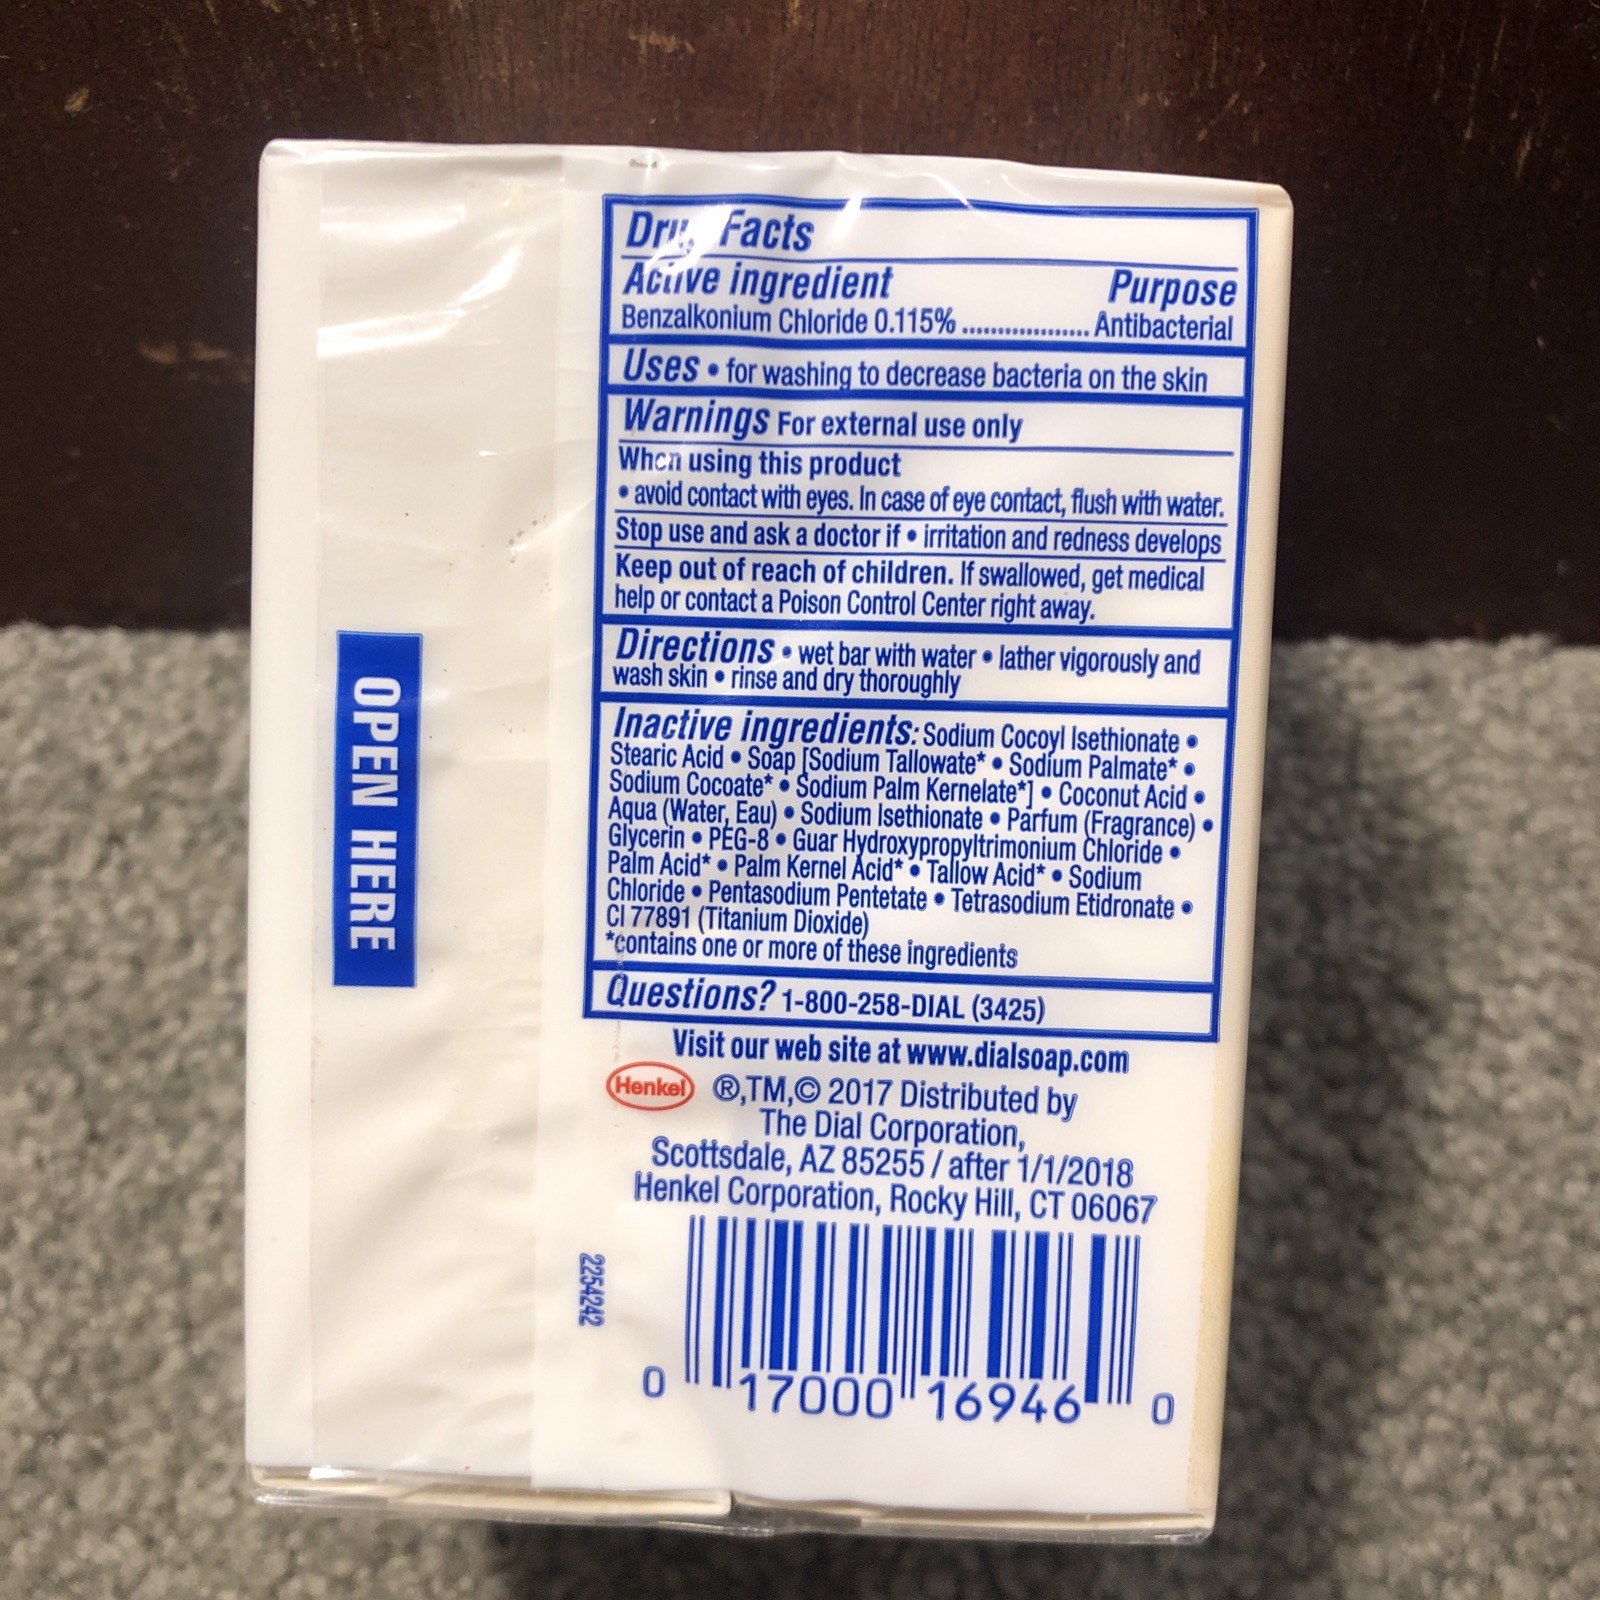 Drug Facts
Active ingredient Purpose
Benzalkonium Chloride 0.115% .................. Antibacterial
Uses • for washing to decrease bacteria on the skin
Warnings For external use only
When using this product
• avoid contact with eyes. In case of eye contact, flush with water.
Stop use and ask a doctor if • irritation and redness develops
Keep out of reach of children. If swallowed, get medical
help or contact a Poison Control Center right away.
Directions • wet bar with water • lather vigorously and
wash skin • rinse and dry thoroughly
Inactive ingredients: Sodium Cocoyl Isethionate •
Stearic Acid • Soap [Sodium Tallowate* • Sodium Palmate* •
Sodium Cocoate* • Sodium Palm Kernelate*] • Coconut Acid •
Aqua (Water, Eau) • Sodium Isethionate • Parfum (Fragrance) •
Glycerin • PEG-8 • Guar Hydroxypropyltrimonium Chloride •
Palm Acid* • Palm Kernel Acid* • Tallow Acid* • Sodium
Chloride • Pentasodium Pentetate • Tetrasodium Etidronate •
CI 77891 (Titanium Dioxide)
*contains one or more of these ingredients
Questions? 1-800-258-DIAL (3425)
Visit our web site at www.dialsoap.com
Henkel ®,TM,© 2017 Distributed by
The Dial Corporation,
Scottsdale, AZ 85255 / after 1/1/2018
Henkel Corporation, Rocky Hill, CT 06067
0 17000 16946 0
2254242
OPEN HERE